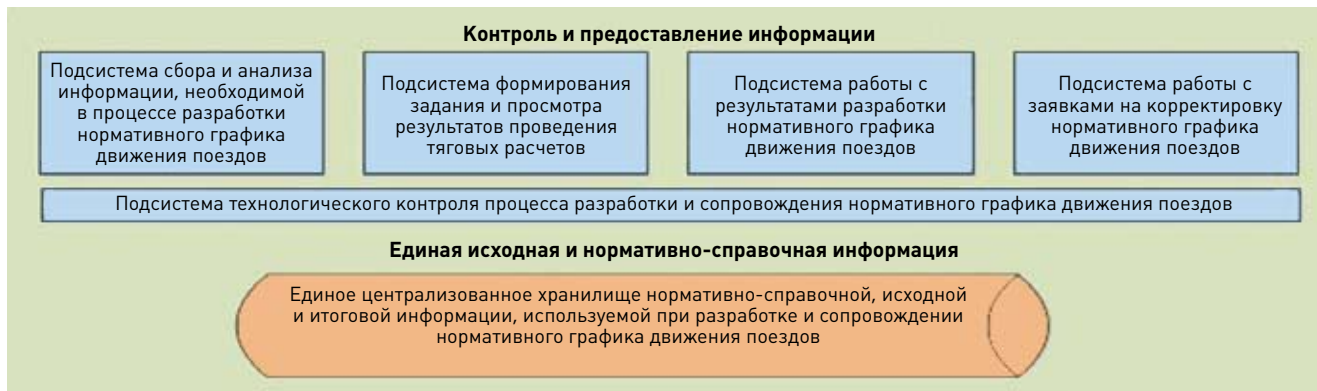 Контроль и предоставление информации
Подсистема сбора и анализа
информации, необходимой
в процессе разработки
нормативного графика
движения поездов
Подсистема формирования
задания и просмотра
результатов проведения
тяговых расчетов
Подсистема работы с
результатами разработки
нормативного графика
движения поездов
Подсистема работы с
заявками на корректировку
нормативного графика
движения поездов
Подсистема технологического контроля процесса разработки и сопровождения нормативного графика движения поездов
Единая исходная и нормативно-справочная информация
Единое централизованное хранилище нормативно-справочной, исходной
и итоговой информации, используемой при разработке и сопровождении
нормативного графика движения поездов